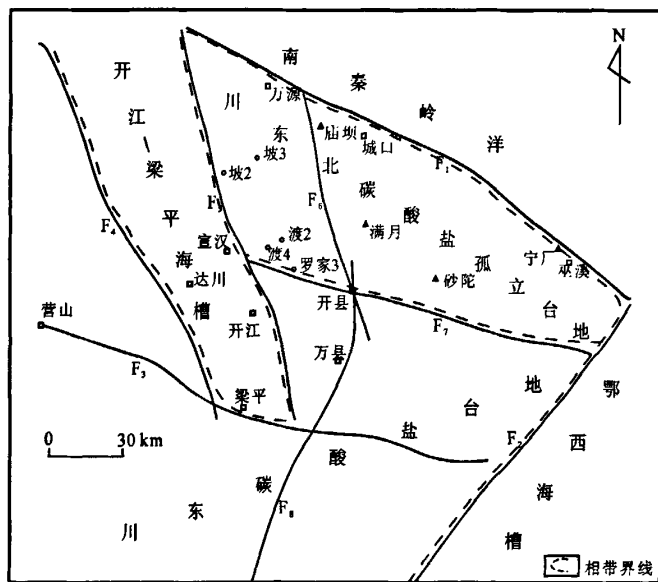 N
南秦岭洋
开江—梁平海槽
川东北碳酸盐孤立台地
万源
庙坝
城口
F₁
坡3
坡2
F₆
F₄
满月
渡2
宣汉
渡4
罗家3
宁厂
巫溪
达川
砂陀
开县
营山
开江
F₇
万县
F₃
梁平
0 30 km
F₂
鄂西海槽
川东碳酸盐台地
F₈
相带界线